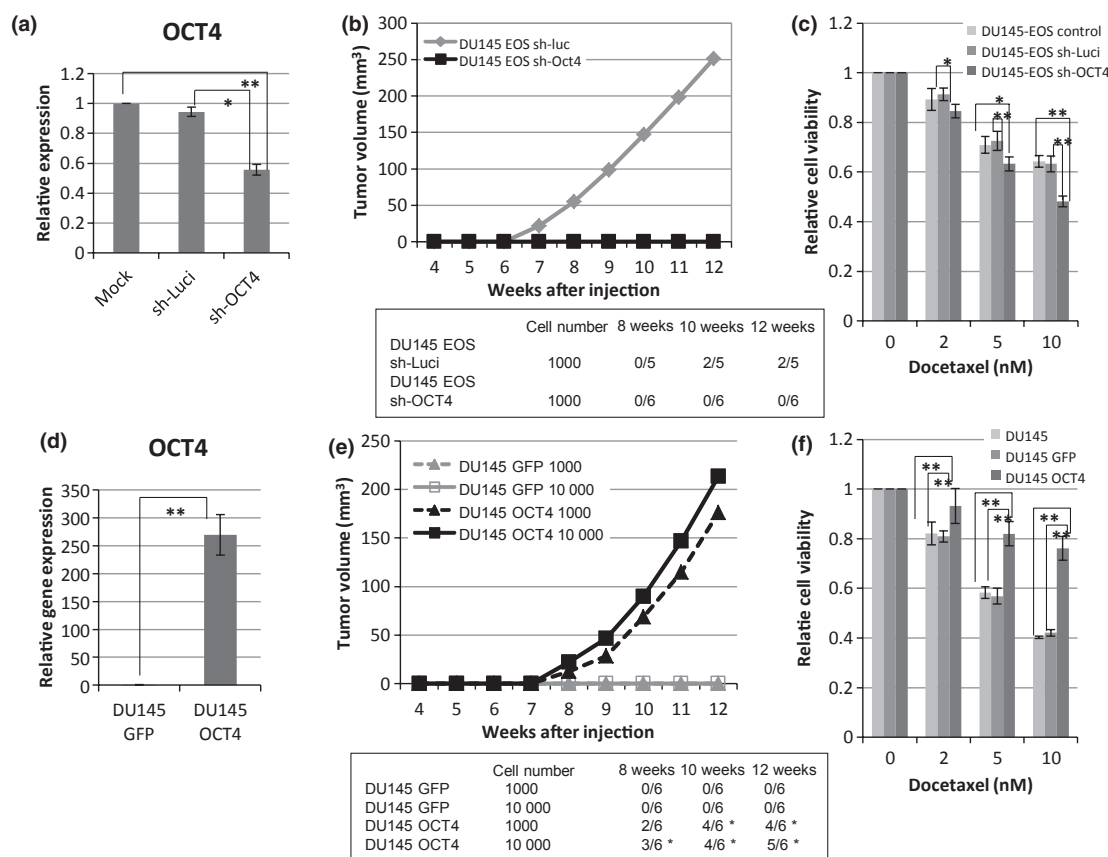 (a)
OCT4
Relative expression
1.2
1
0.8
0.6
0.4
0.2
0
**
*
Mock
sh-Luci
sh-OCT4
(b)
DU145 EOS sh-luc
DU145 EOS sh-Oct4
Tumor volume (mm³)
300
250
200
150
100
50
0
4 5 6 7 8 9 10 11 12
Weeks after injection
Cell number 8 weeks 10 weeks 12 weeks
DU145 EOS
sh-Luci 1000 0/5 2/5 2/5
DU145 EOS
sh-OCT4 1000 0/6 0/6 0/6
(c)
DU145-EOS control
DU145-EOS sh-Luci
DU145-EOS sh-OCT4
Relative cell viability
1.2
1
0.8
0.6
0.4
0.2
0
*
*
**
**
**
0 2 5 10
Docetaxel (nM)
(d)
OCT4
Relative gene expression
350
300
250
200
150
100
50
0
**
DU145 GFP
DU145 OCT4
(e)
DU145 GFP 1000
DU145 GFP 10 000
DU145 OCT4 1000
DU145 OCT4 10 000
Tumor volume (mm³)
250
200
150
100
50
0
4 5 6 7 8 9 10 11 12
Weeks after injection
Cell number 8 weeks 10 weeks 12 weeks
DU145 GFP 1000 0/6 0/6 0/6
DU145 GFP 10 000 0/6 0/6 0/6
DU145 OCT4 1000 2/6 4/6 * 4/6 *
DU145 OCT4 10 000 3/6 * 4/6 * 5/6 *
(f)
DU145
DU145 GFP
DU145 OCT4
Relatie cell viability
1.2
1
0.8
0.6
0.4
0.2
0
**
**
**
**
**
**
0 2 5 10
Docetaxel (nM)